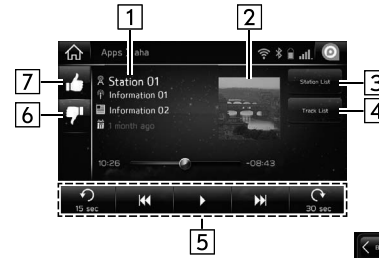 1
2
Apps
aha
7
Station 01
Information 01
Station List
3
6
Information 02
Track List
4
1 month ago
10:26
-08:43
15 sec
30 sec
5